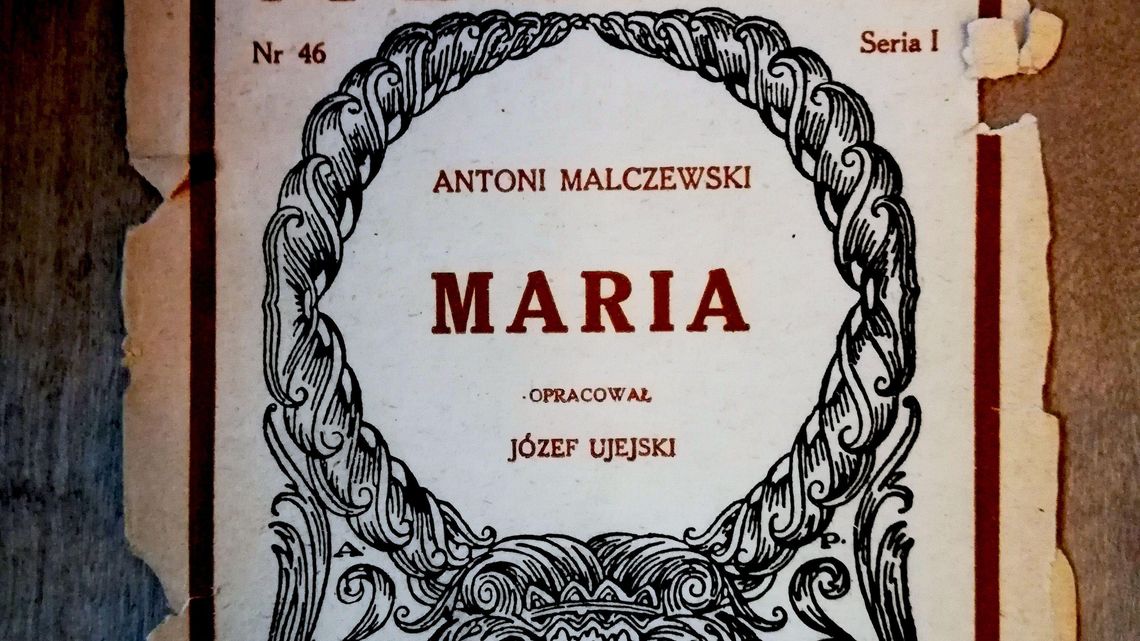 Nr 46
Seria I
ANTONI MALCZEWSKI
MARIA
OPRACOWAŁ
JÓZEF UJEJSKI
A. P.